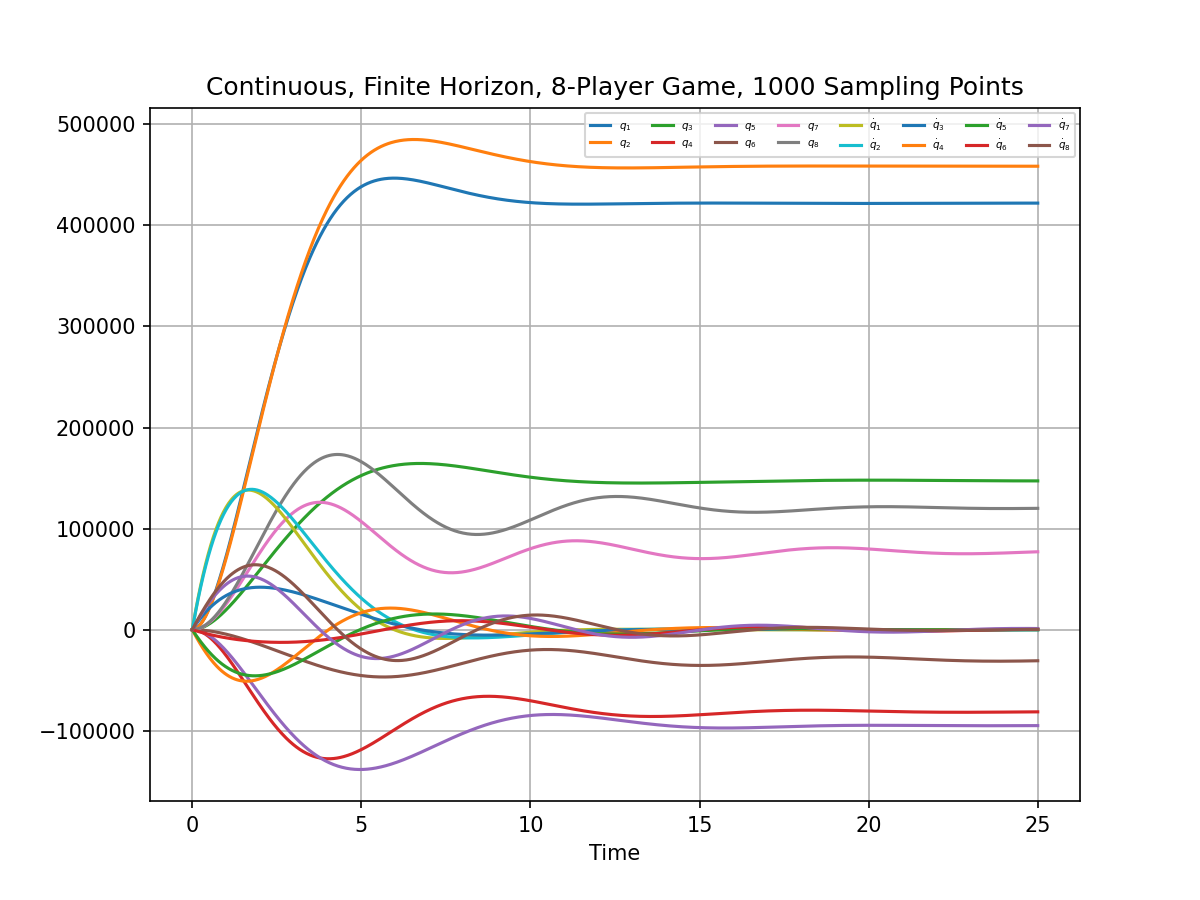 Continuous, Finite Horizon, 8-Player Game, 1000 Sampling Points
q₁ q₃ q₅ q₇ q̇₁ q̇₃ q̇₅ q̇₇
q₂ q₄ q₆ q₈ q̇₂ q̇₄ q̇₆ q̇₈
500000
400000
300000
200000
100000
0
−100000
0 5 10 15 20 25
Time